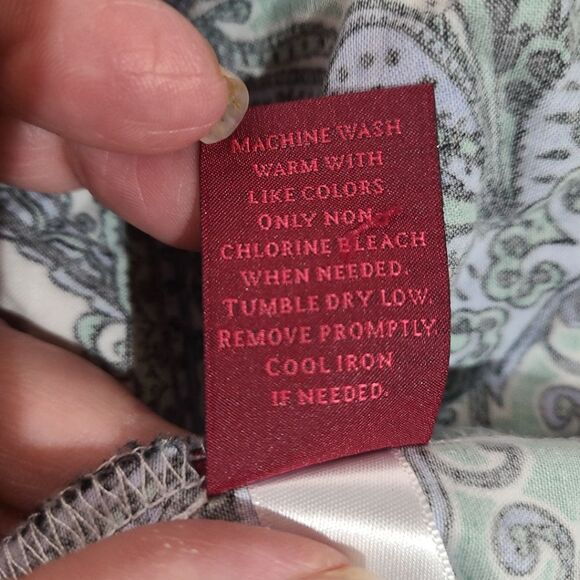 MACHINE WASH
WARM WITH
LIKE COLORS
ONLY NON-
CHLORINE BLEACH
WHEN NEEDED.
TUMBLE DRY LOW.
REMOVE PROMPTLY.
COOL IRON
IF NEEDED.